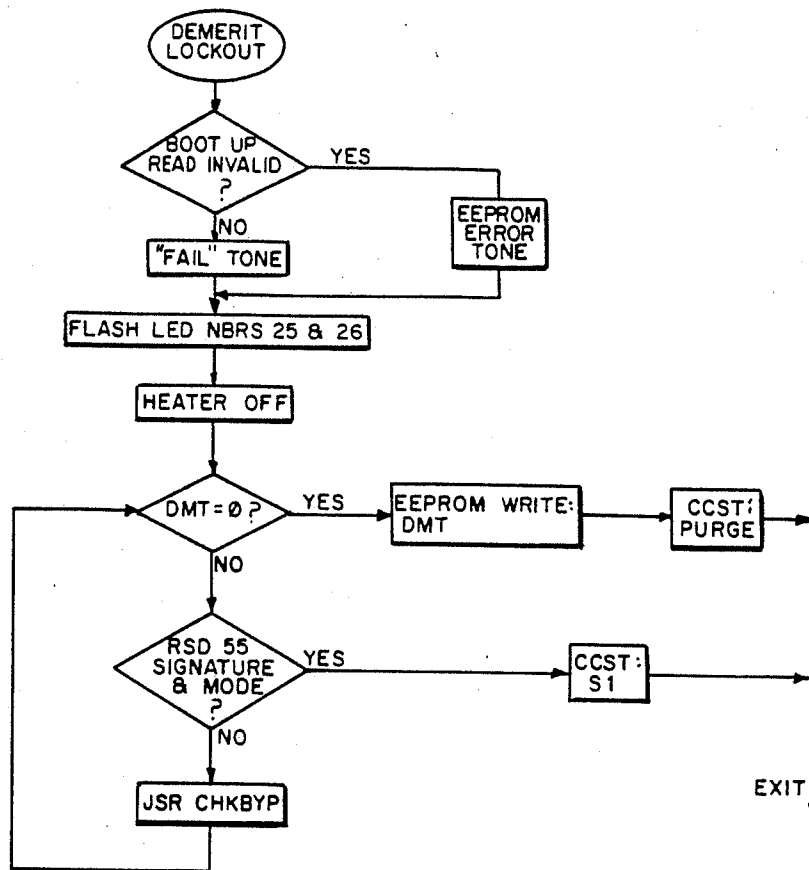 DEMERIT
LOCKOUT
BOOT UP
READ INVALID
?
YES
NO
EEPROM
ERROR
TONE
"FAIL" TONE
FLASH LED NBRS 25 & 26
HEATER OFF
DMT=Ø?
YES
EEPROM WRITE:
DMT
CCST:
PURGE
NO
RSD 55
SIGNATURE
& MODE
?
YES
CCST:
S1
NO
JSR CHKBYP
EXIT